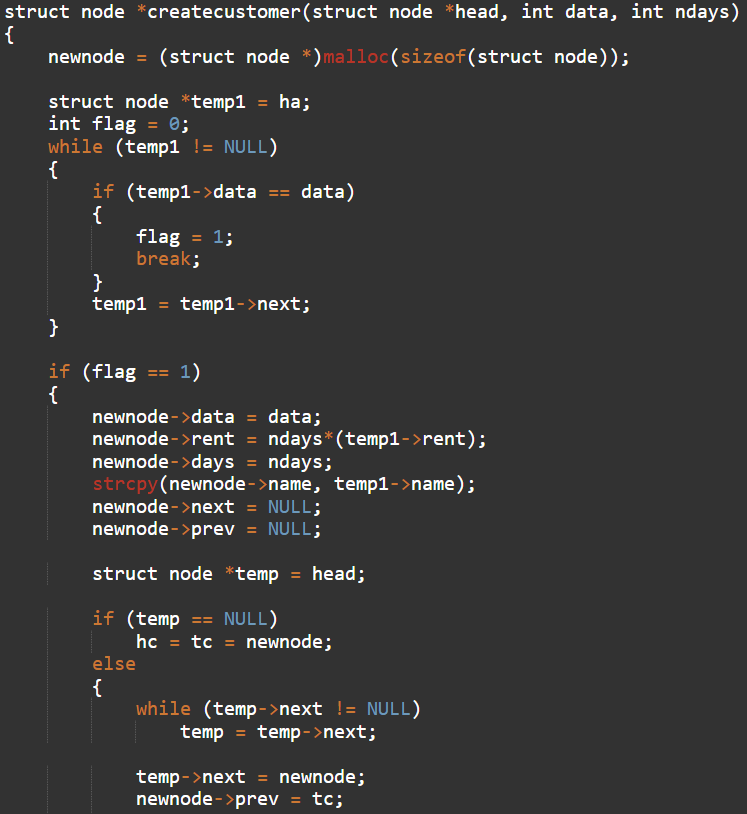 struct node *createcustomer(struct node *head, int data, int ndays)
{
    newnode = (struct node *)malloc(sizeof(struct node));

    struct node *temp1 = ha;
    int flag = 0;
    while (temp1 != NULL)
    {
        if (temp1->data == data)
        {
            flag = 1;
            break;
        }
        temp1 = temp1->next;
    }

    if (flag == 1)
    {
        newnode->data = data;
        newnode->rent = ndays*(temp1->rent);
        newnode->days = ndays;
        strcpy(newnode->name, temp1->name);
        newnode->next = NULL;
        newnode->prev = NULL;

        struct node *temp = head;

        if (temp == NULL)
            hc = tc = newnode;
        else
        {
            while (temp->next != NULL)
                temp = temp->next;

            temp->next = newnode;
            newnode->prev = tc;